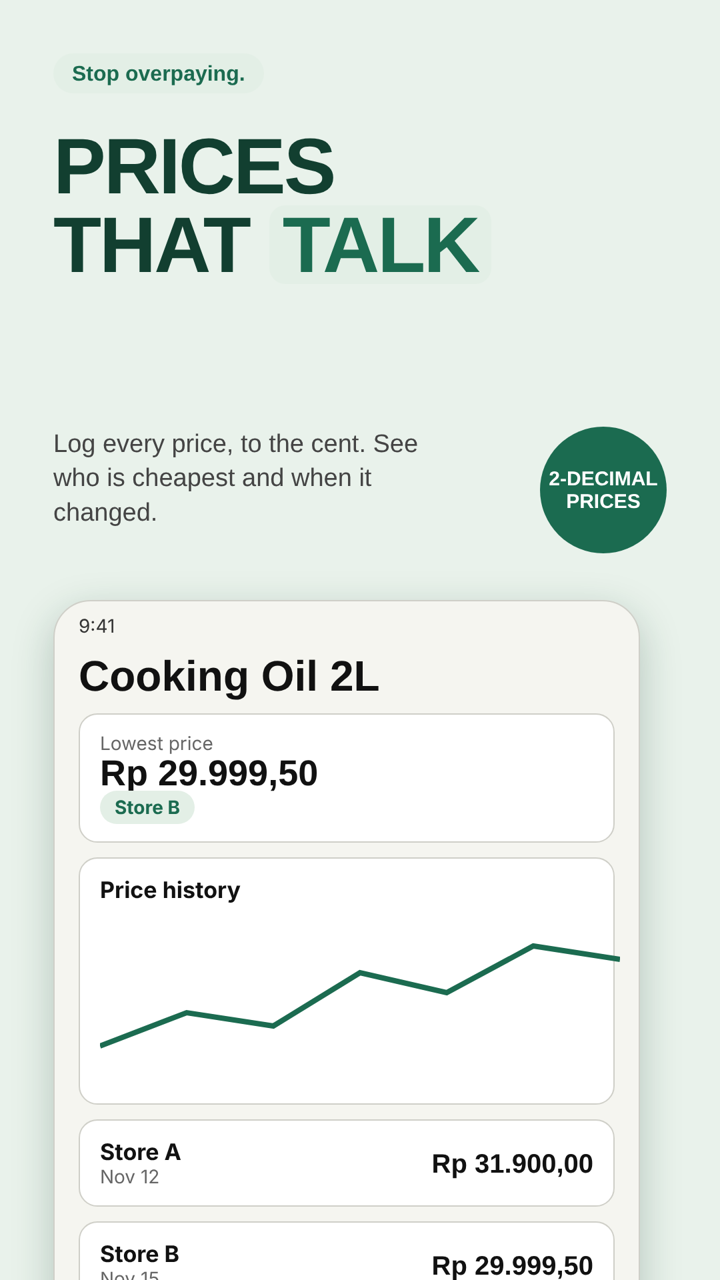 Stop overpaying.
PRICES
THAT TALK
Log every price, to the cent. See
who is cheapest and when it
changed.
2-DECIMAL
PRICES
9:41
Cooking Oil 2L
Lowest price
Rp 29.999,50
Store B
Price history
Store A
Nov 12
Rp 31.900,00
Store B
Nov 15
Rp 29.999,50